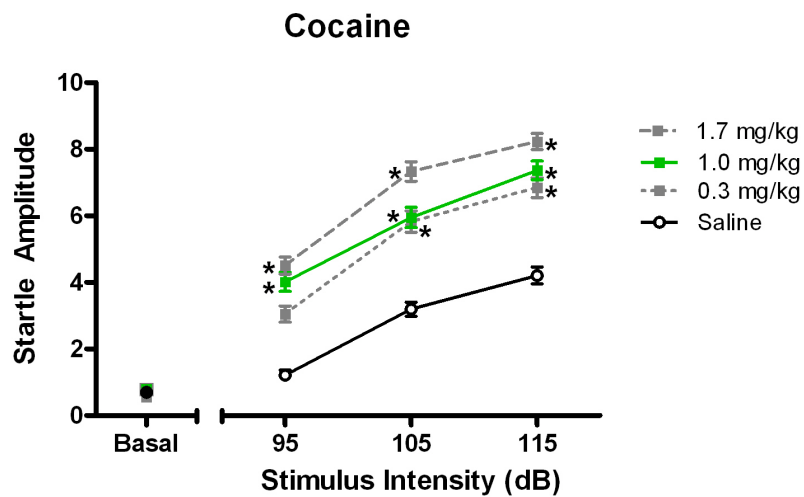 Cocaine
Startle Amplitude
10
8
6
4
2
0
* * * * * * * *
Basal
95
105
115
Stimulus Intensity (dB)
1.7 mg/kg
1.0 mg/kg
0.3 mg/kg
Saline